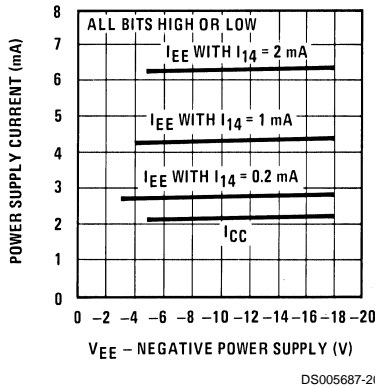 8
7
6
5
4
3
2
1
0
POWER SUPPLY CURRENT (mA)
ALL BITS HIGH OR LOW
IEE WITH I14 = 2 mA
IEE WITH I14 = 1 mA
IEE WITH I14 = 0.2 mA
ICC
0 –2 –4 –6 –8 –10 –12 –14 –16 –18 –20
VEE – NEGATIVE POWER SUPPLY (V)
DS005687-20